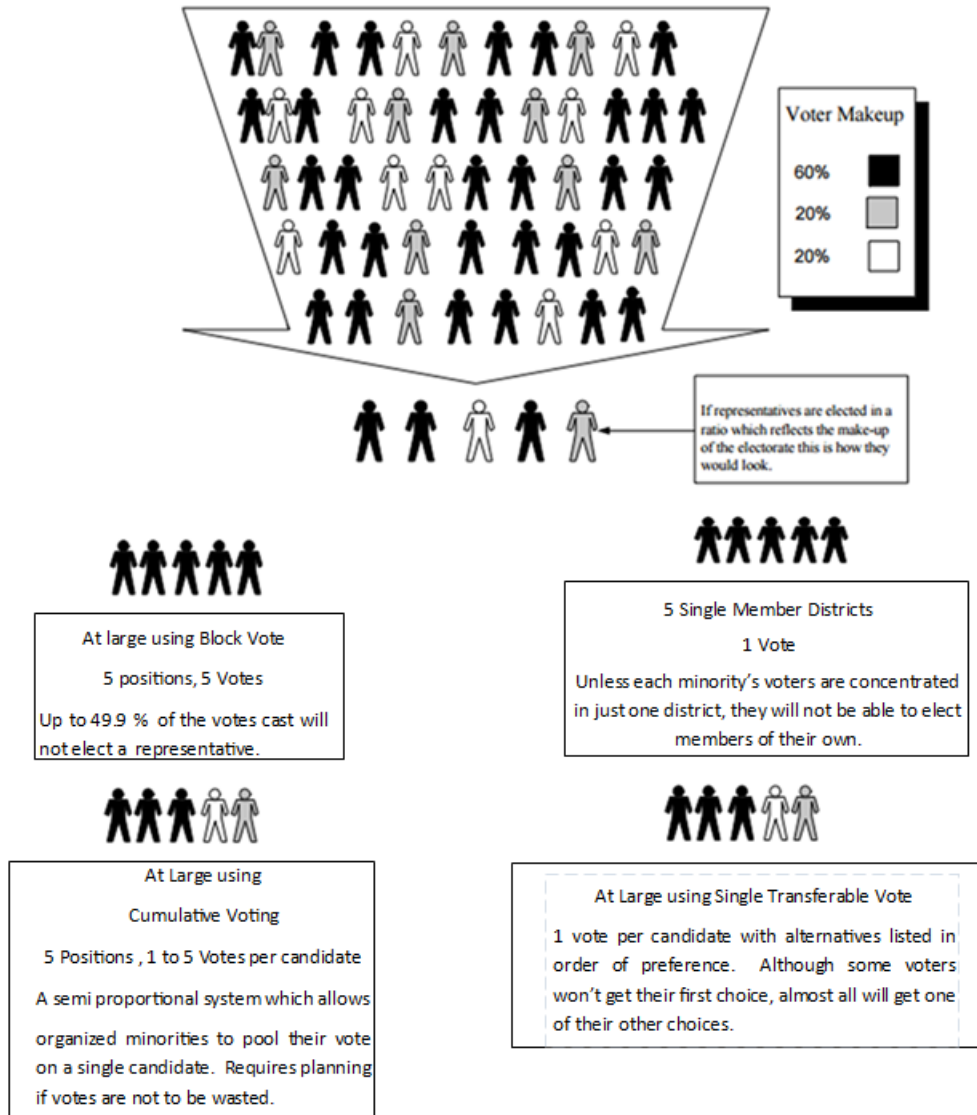 Voter Makeup
60%
20%
20%
If representatives are elected in a
ratio which reflects the make-up
of the electorate this is how they
would look.
At large using Block Vote
5 positions, 5 Votes
Up to 49.9 % of the votes cast will
not elect a representative.
5 Single Member Districts
1 Vote
Unless each minority's voters are concentrated
in just one district, they will not be able to elect
members of their own.
At Large using
Cumulative Voting
5 Positions , 1 to 5 Votes per candidate
A semi proportional system which allows
organized minorities to pool their vote
on a single candidate. Requires planning
if votes are not to be wasted.
At Large using Single Transferable Vote
1 vote per candidate with alternatives listed in
order of preference. Although some voters
won't get their first choice, almost all will get one
of their other choices.